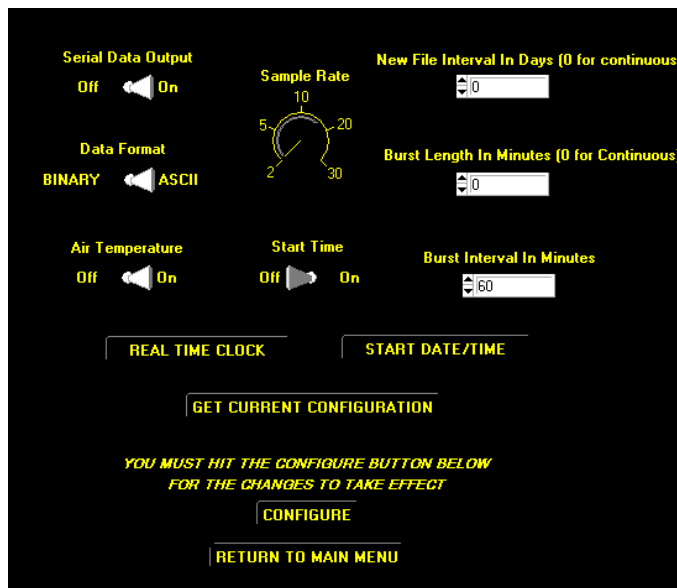 Serial Data Output
Off On
Sample Rate
2 5 10 20 30
New File Interval In Days (0 for continuous
0
Data Format
BINARY ASCII
Burst Length In Minutes (0 for Continuous
0
Air Temperature
Off On
Start Time
Off On
Burst Interval In Minutes
60
REAL TIME CLOCK
START DATE/TIME
GET CURRENT CONFIGURATION
YOU MUST HIT THE CONFIGURE BUTTON BELOW
FOR THE CHANGES TO TAKE EFFECT
CONFIGURE
RETURN TO MAIN MENU